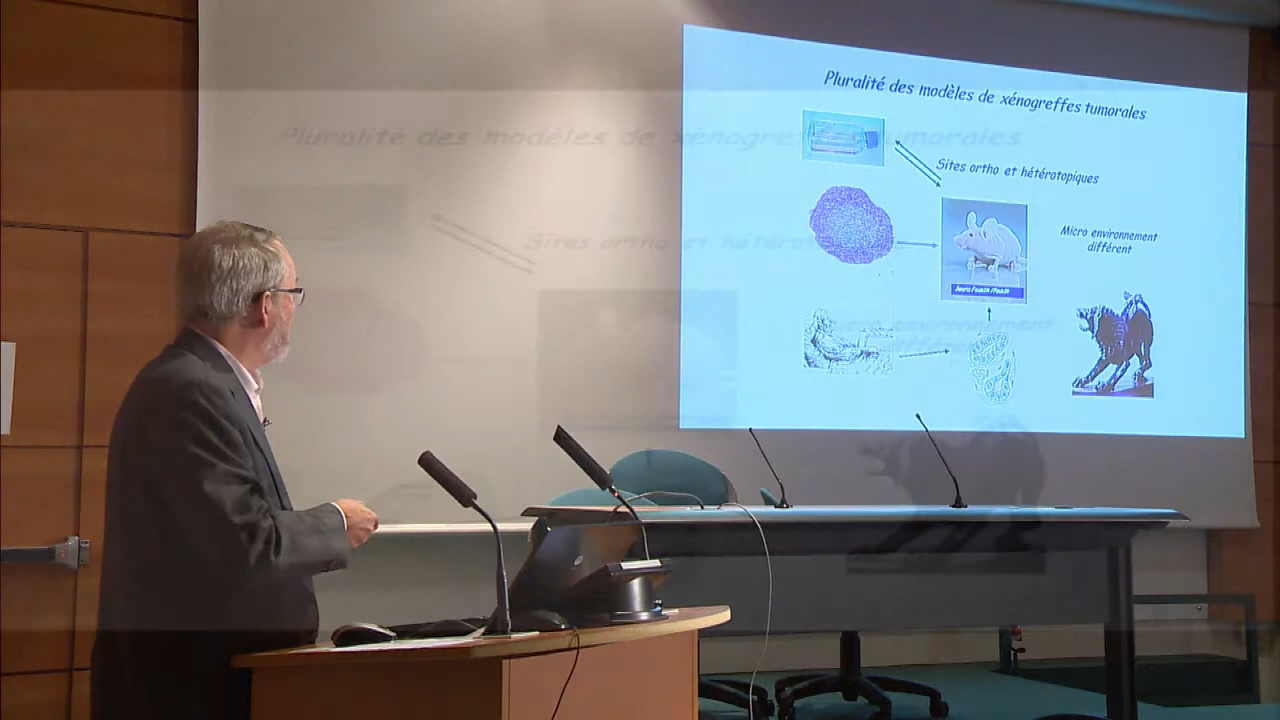 Pluralité des modèles de xénogreffes tumorales
Sites ortho et hétérotopiques
Micro environnement
différent